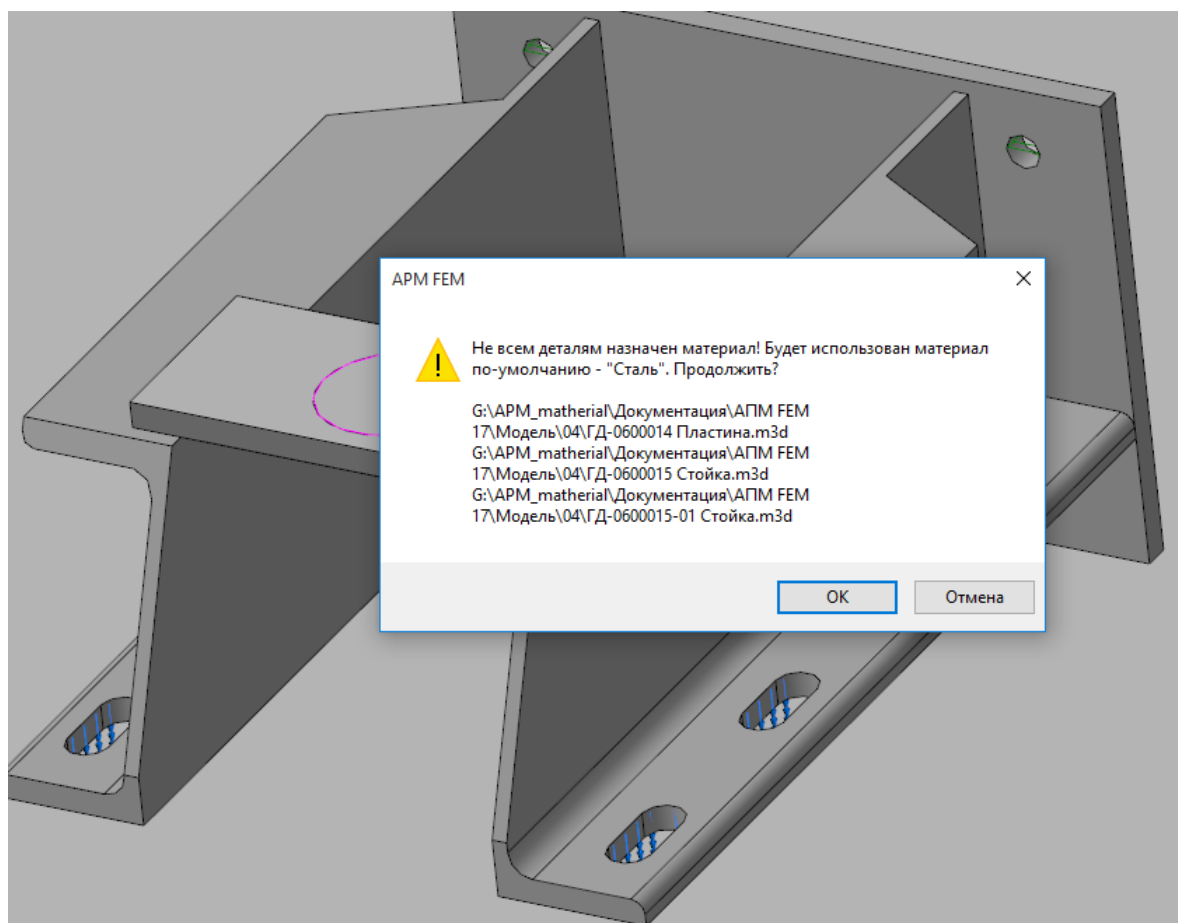 APM FEM
Не всем деталям назначен материал! Будет использован материал
по-умолчанию - "Сталь". Продолжить?
G:\APM_matherial\Документация\АПМ FEM
17\Модель\04\ГД-0600014 Пластина.m3d
G:\APM_matherial\Документация\АПМ FEM
17\Модель\04\ГД-0600015 Стойка.m3d
G:\APM_matherial\Документация\АПМ FEM
17\Модель\04\ГД-0600015-01 Стойка.m3d
ОК
Отмена